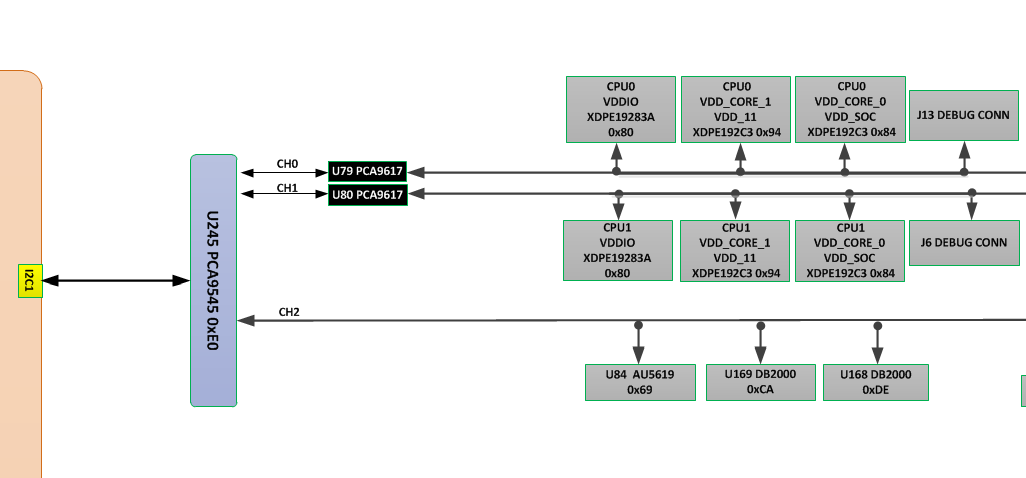 CPU0
VDDIO
XDPE19283A
0x80
CPU0
VDD_CORE_1
VDD_11
XDPE192C3 0x94
CPU0
VDD_CORE_0
VDD_SOC
XDPE192C3 0x84
J13 DEBUG CONN
CH0
U79 PCA9617
CH1
U80 PCA9617
CPU1
VDDIO
XDPE19283A
0x80
CPU1
VDD_CORE_1
VDD_11
XDPE192C3 0x94
CPU1
VDD_CORE_0
VDD_SOC
XDPE192C3 0x84
J6 DEBUG CONN
I2C1
U245 PCA9545 0xE0
CH2
U84 AU5619
0x69
U169 DB2000
0xCA
U168 DB2000
0xDE